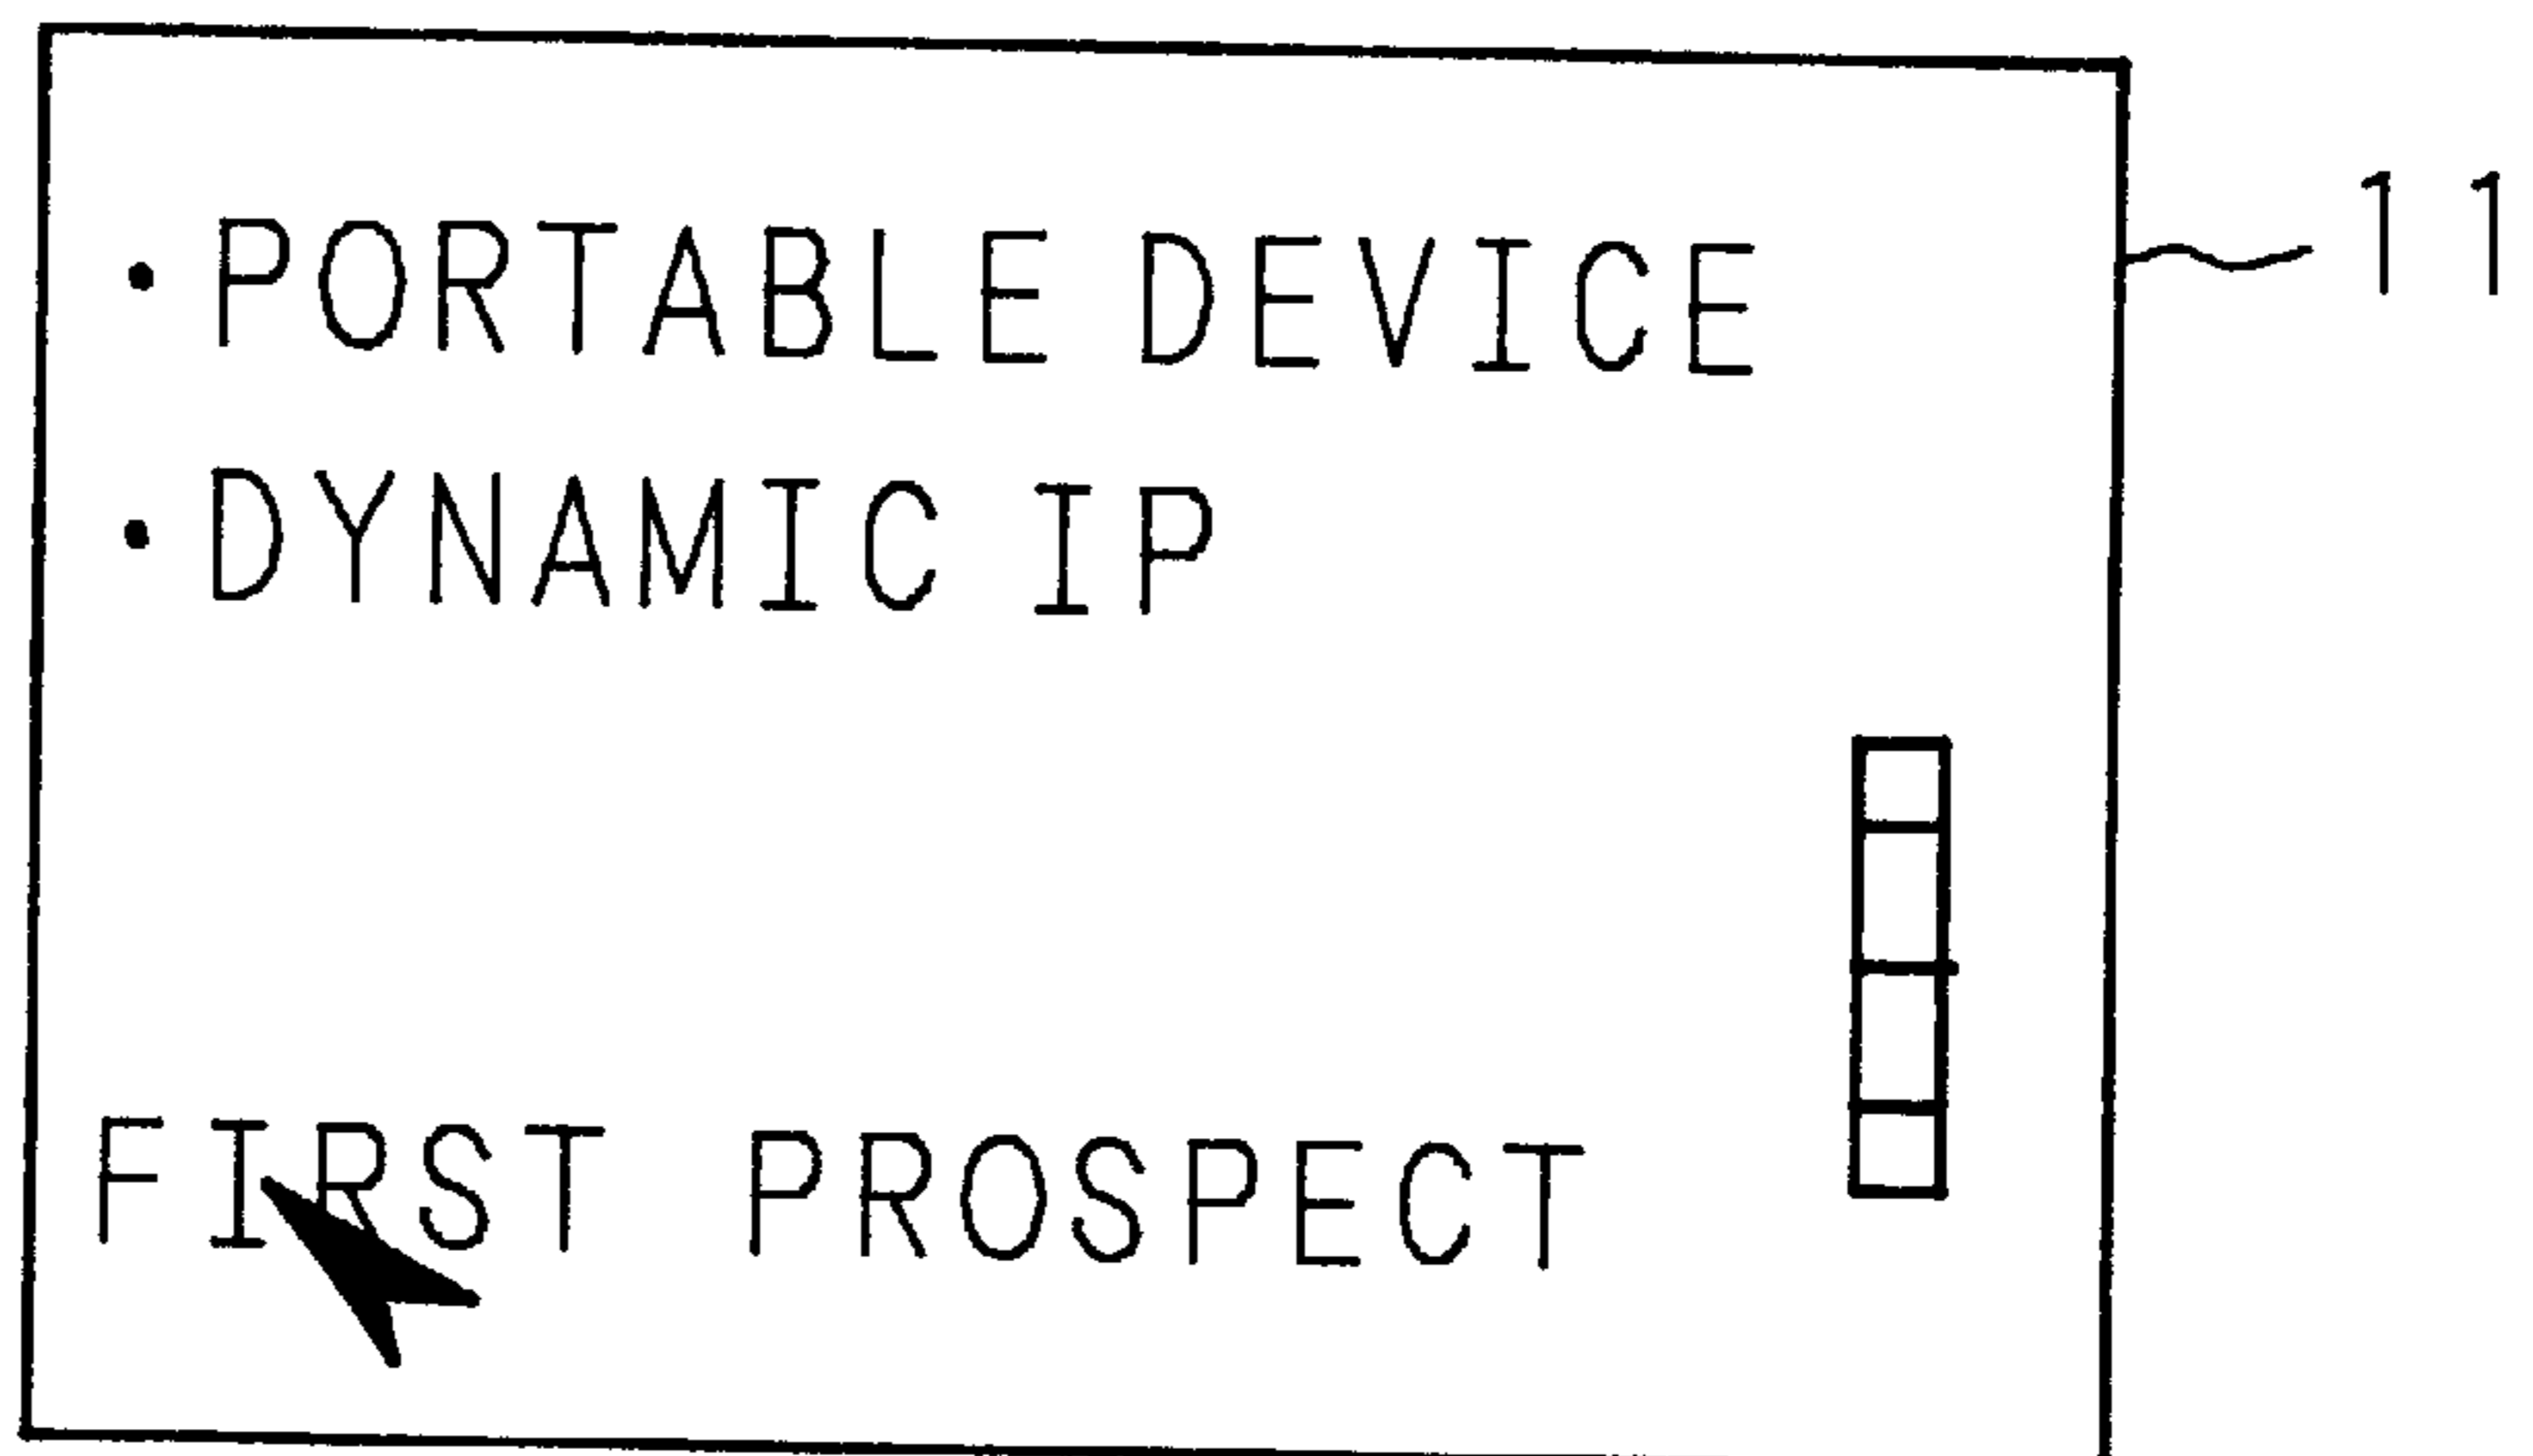 ・PORTABLE DEVICE
11
・DYNAMIC IP
FIRST PROSPECT